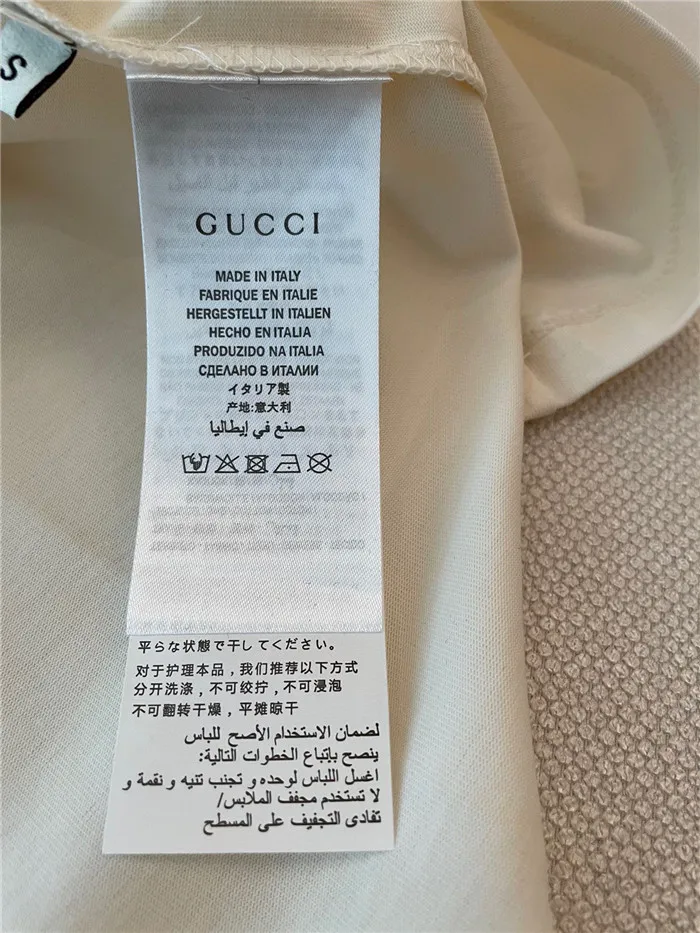 S
GUCCI
MADE IN ITALY
FABRIQUE EN ITALIE
HERGESTELLT IN ITALIEN
HECHO EN ITALIA
PRODUZIDO NA ITALIA
СДЕЛАНО В ИТАЛИИ
イタリア製
产地:意大利
صنع في إيطاليا
平らな状態で干してください。
对于护理本品，我们推荐以下方式
分开洗涤，不可绞拧，不可浸泡
不可翻转干燥，平摊晾干
لضمان الاستخدام الأصح للباس
ينصح بإتباع الخطوات التالية:
اغسل اللباس لوحده و تجنب تنيه و نقمة و
لا تستخدم مجفف الملابس/
تفادى التجفيف على المسطح